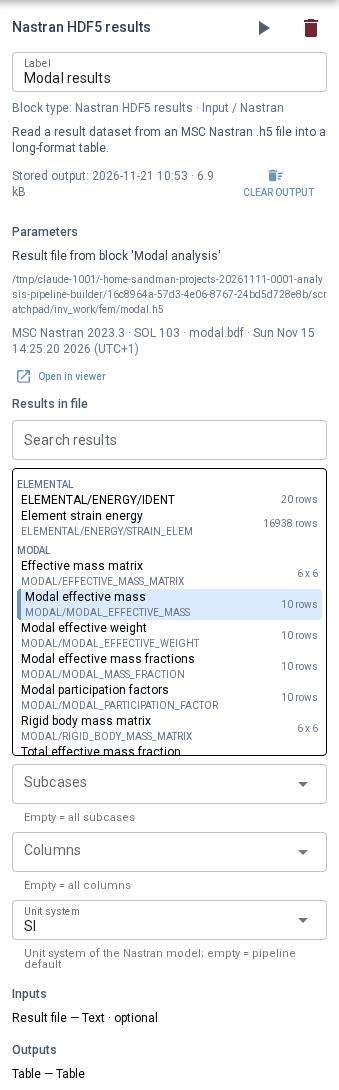 Nastran HDF5 results
Label
Modal results
Block type: Nastran HDF5 results · Input / Nastran
Read a result dataset from an MSC Nastran .h5 file into a
long-format table.
Stored output: 2026-11-21 10:53 · 6.9
kB
CLEAR OUTPUT
Parameters
Result file from block 'Modal analysis'
/tmp/claude-1001/-home-sandman-projects-20261111-0001-analy
sis-pipeline-builder/16c8964a-57d3-4e06-8767-24bd5d728e8b/scr
atchpad/inv_work/fem/modal.h5
MSC Nastran 2023.3 · SOL 103 · modal.bdf · Sun Nov 15
14:25:20 2026 (UTC+1)
Open in viewer
Results in file
Search results
ELEMENTAL
ELEMENTAL/ENERGY/IDENT 20 rows
Element strain energy
ELEMENTAL/ENERGY/STRAIN_ELEM 16938 rows
MODAL
Effective mass matrix
MODAL/EFFECTIVE_MASS_MATRIX 6 x 6
Modal effective mass
MODAL/MODAL_EFFECTIVE_MASS 10 rows
Modal effective weight
MODAL/MODAL_EFFECTIVE_WEIGHT 10 rows
Modal effective mass fractions
MODAL/MODAL_MASS_FRACTION 10 rows
Modal participation factors
MODAL/MODAL_PARTICIPATION_FACTOR 10 rows
Rigid body mass matrix
MODAL/RIGID_BODY_MASS_MATRIX 6 x 6
Total effective mass fraction
Subcases
Empty = all subcases
Columns
Empty = all columns
Unit system
SI
Unit system of the Nastran model; empty = pipeline
default
Inputs
Result file — Text · optional
Outputs
Table — Table